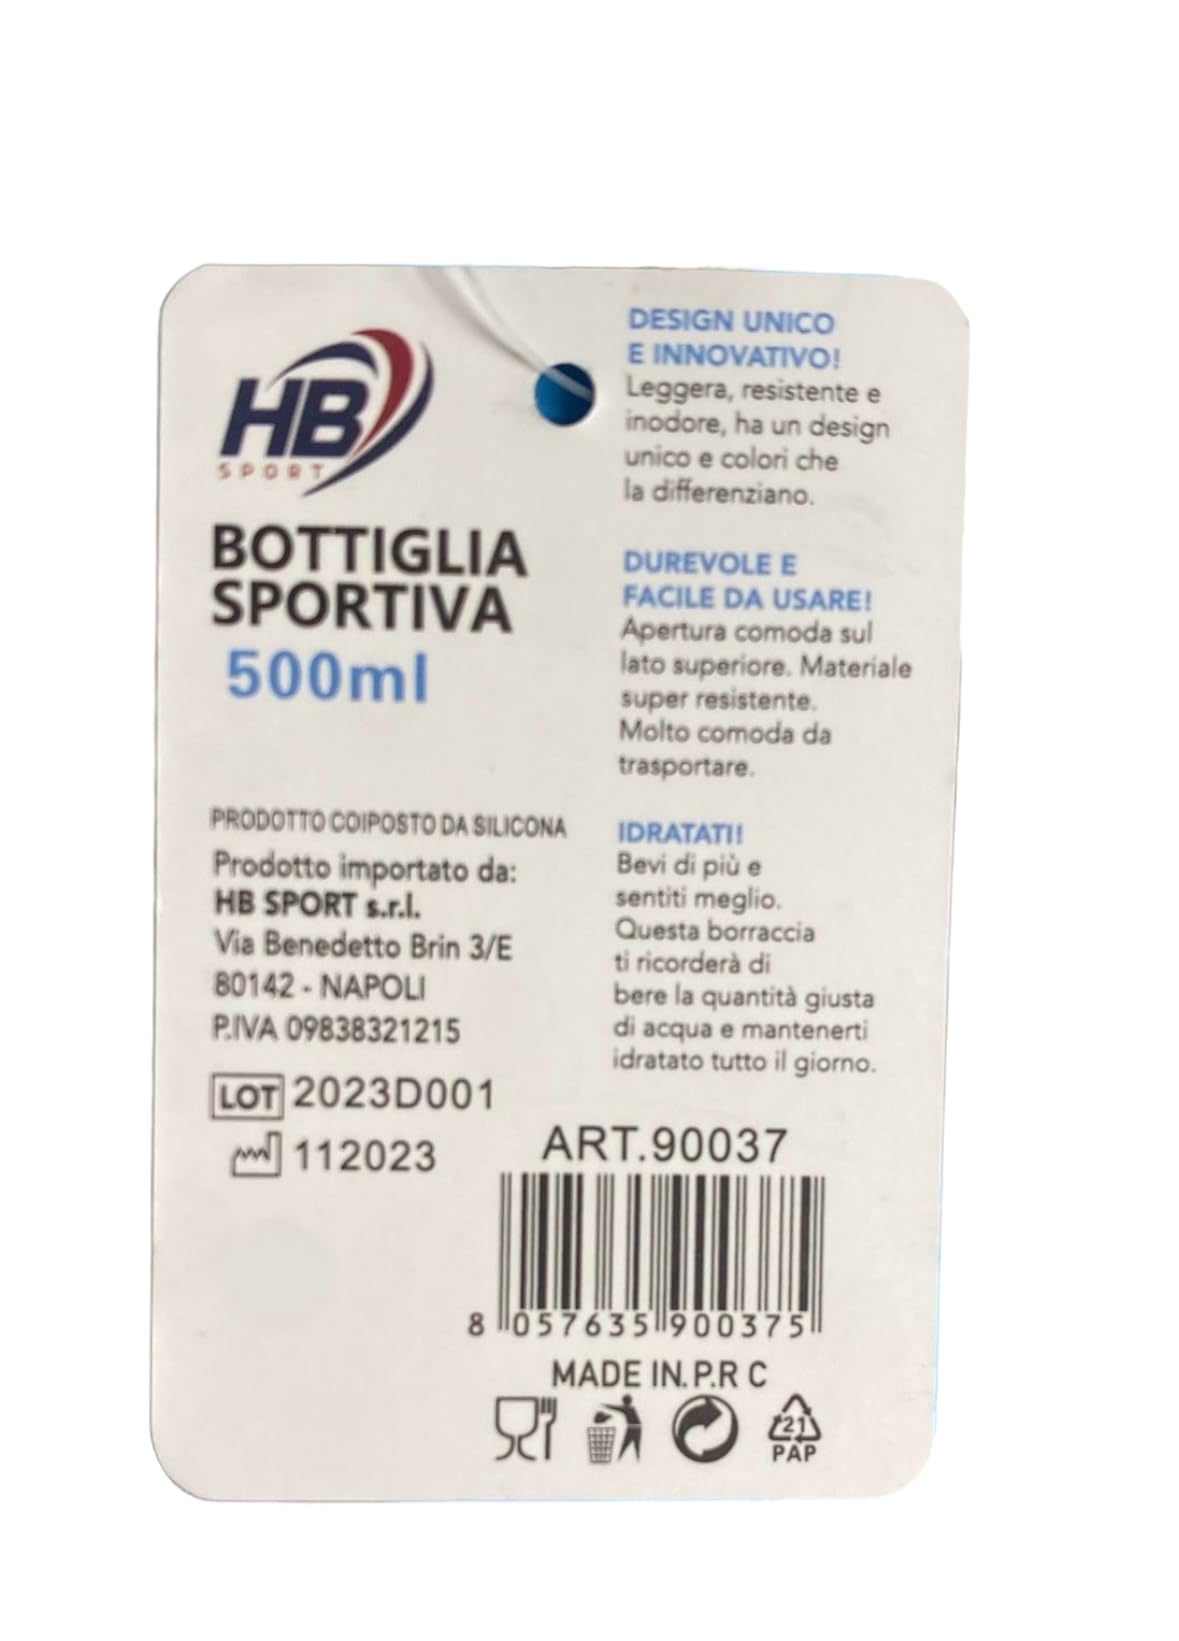 HB
SPORT
BOTTIGLIA
SPORTIVA
500ml
PRODOTTO COIPOSTO DA SILICONA
Prodotto importato da:
HB SPORT s.r.l.
Via Benedetto Brin 3/E
80142 - NAPOLI
P.IVA 09838321215
LOT 2023D001
112023
DESIGN UNICO
E INNOVATIVO!
Leggera, resistente e
inodore, ha un design
unico e colori che
la differenziano.
DUREVOLE E
FACILE DA USARE!
Apertura comoda sul
lato superiore. Materiale
super resistente.
Molto comoda da
trasportare.
IDRATATI!
Bevi di più e
sentiti meglio.
Questa borraccia
ti ricorderà di
bere la quantità giusta
di acqua e mantenerti
idratato tutto il giorno.
ART.90037
8 057635 900375
MADE IN. P.R C
21
PAP